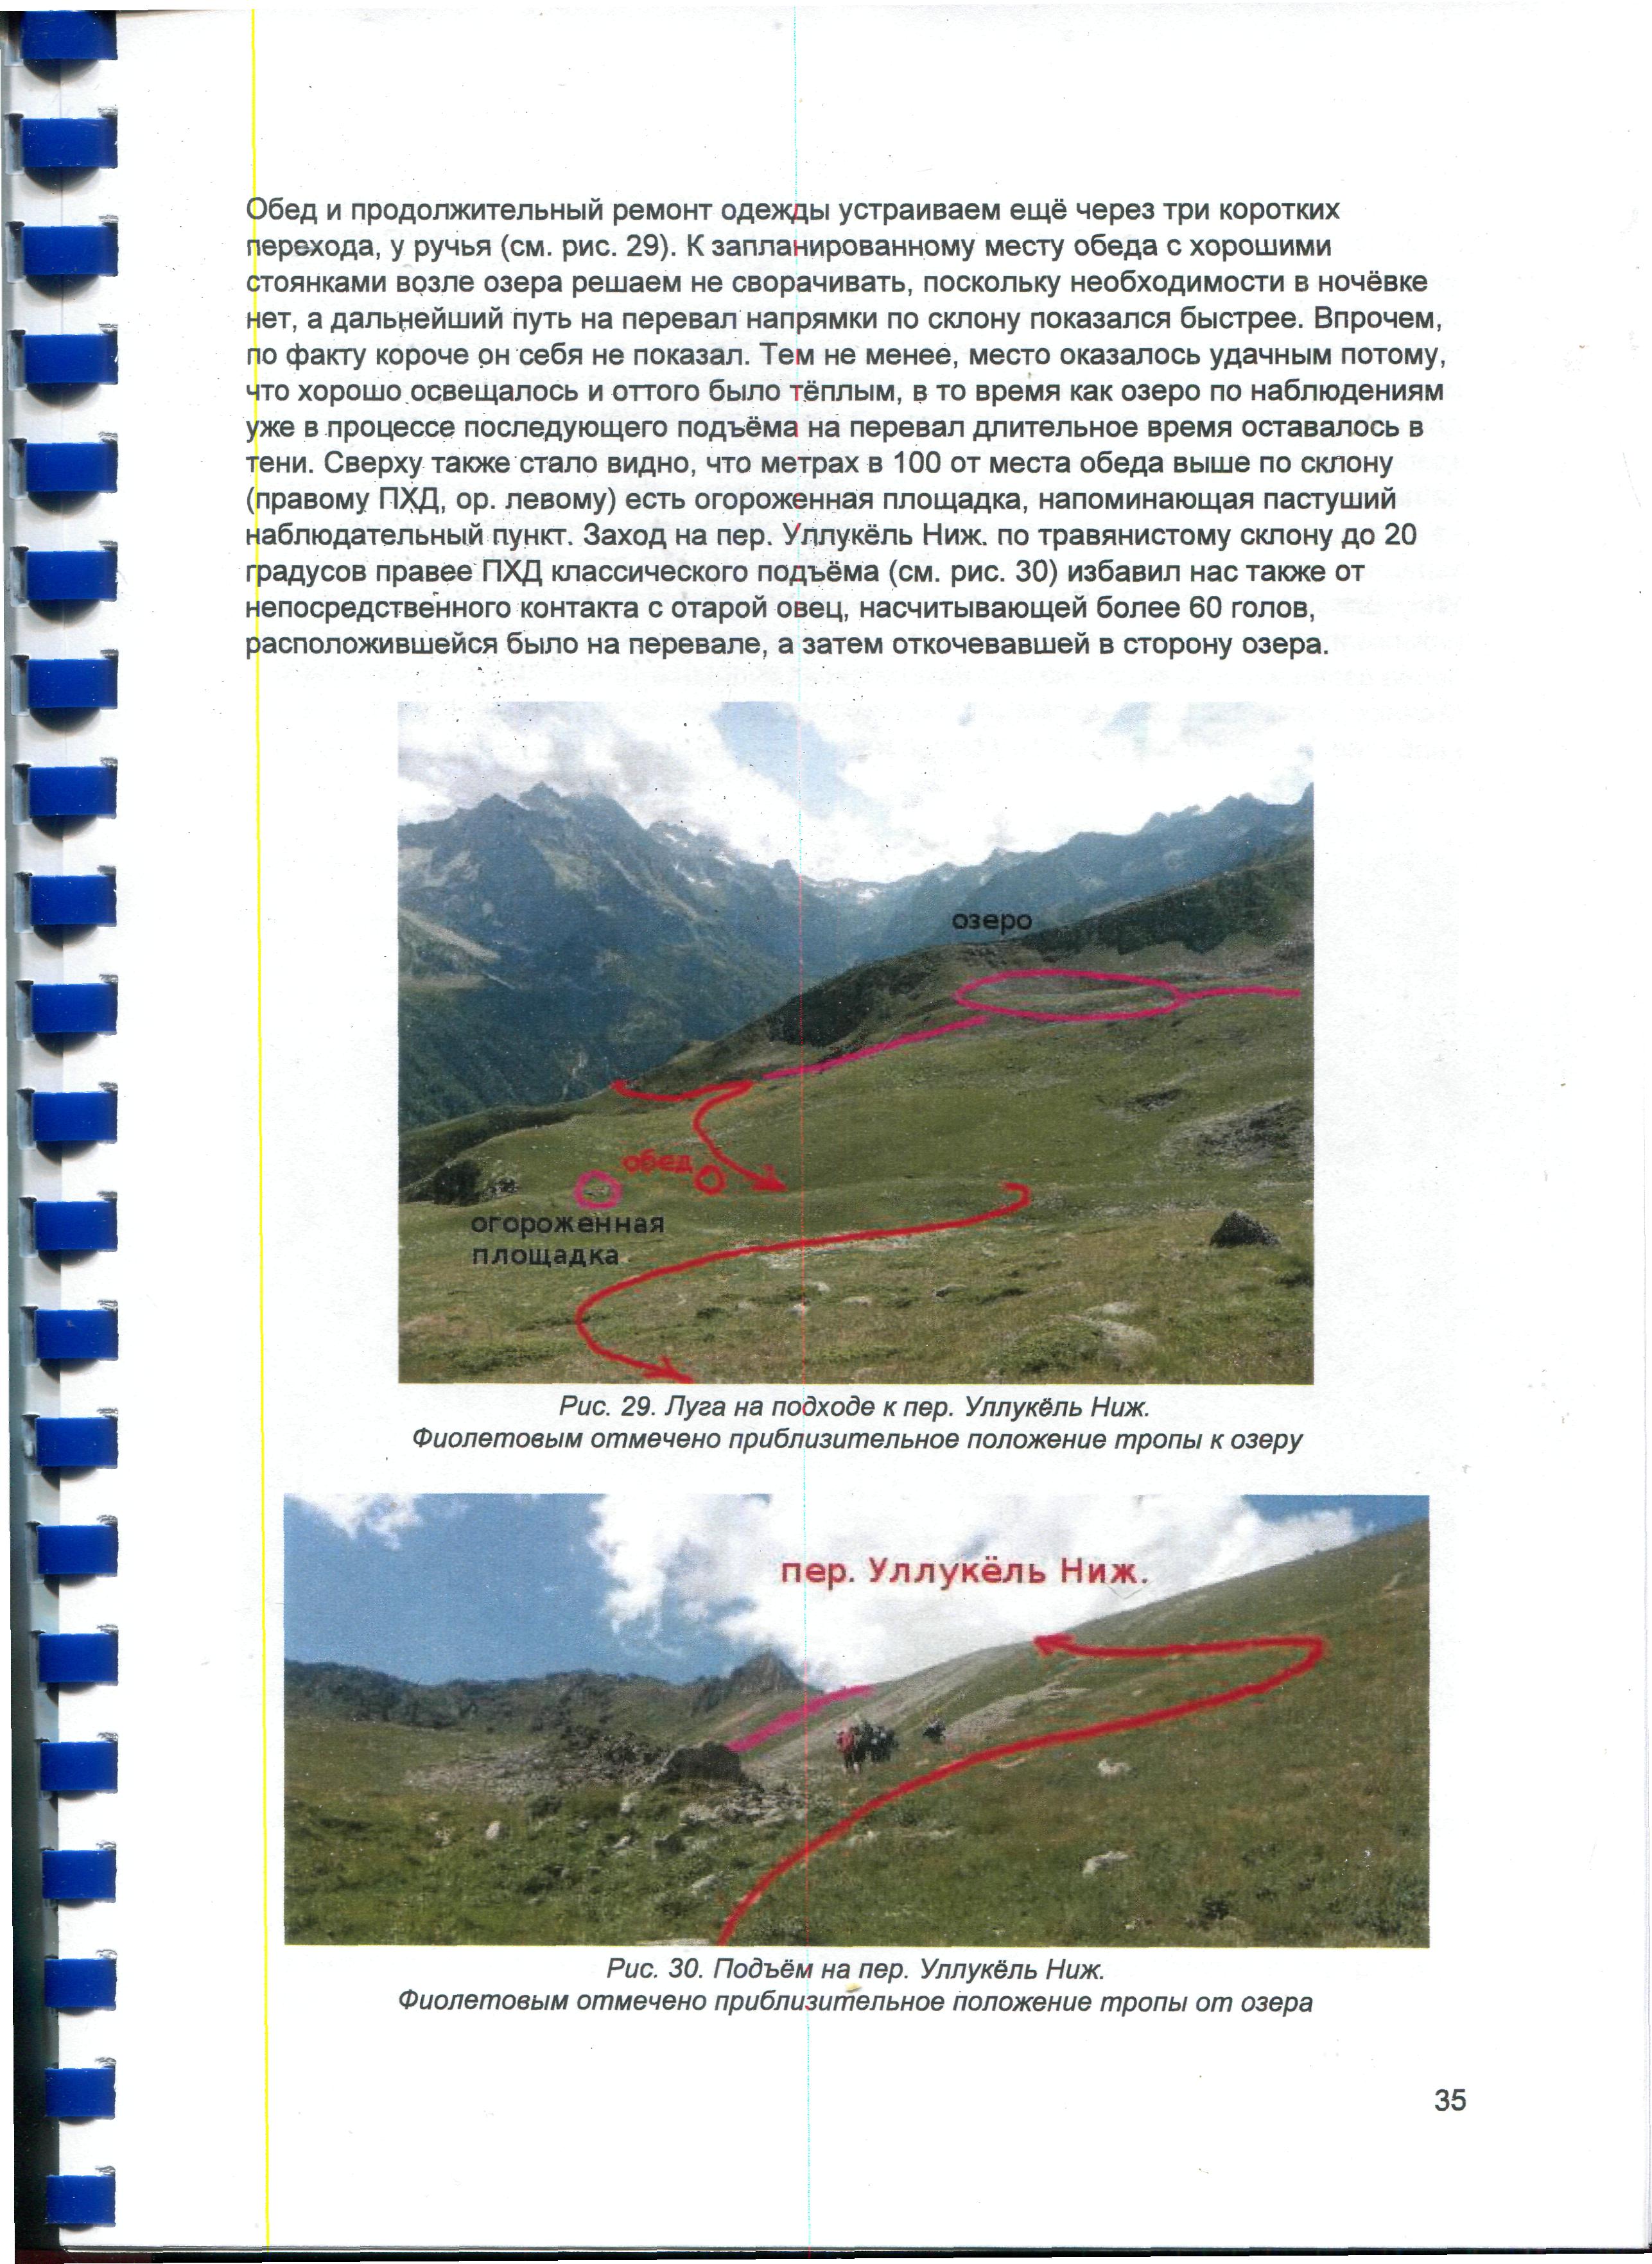 Обед и продолжительный ремонт одежды устраиваем ещё через три коротких
перехода, у ручья (см. рис. 29). К запланированному месту обеда с хорошими
стоянками возле озера решаем не сворачивать, поскольку необходимости в ночёвке
нет, а дальнейший путь на перевал напрямки по склону показался быстрее. Впрочем,
по факту короче он себя не показал. Тем не менее, место оказалось удачным потому,
что хорошо освещалось и оттого было тёплым, в то время как озеро по наблюдениям
уже в процессе последующего подъёма на перевал длительное время оставалось в
тени. Сверху также стало видно, что метрах в 100 от места обеда выше по склону
(правому ПХД, ор. левому) есть огороженная площадка, напоминающая пастуший
наблюдательный пункт. Заход на пер. Уллукёль Ниж. по травянистому склону до 20
градусов правее ПХД классического подъёма (см. рис. 30) избавил нас также от
непосредственного контакта с отарой овец, насчитывающей более 60 голов,
расположившейся было на перевале, а затем откочевавшей в сторону озера.
озеро
обед
огороженная
площадка
Рис. 29. Луга на подходе к пер. Уллукёль Ниж.
Фиолетовым отмечено приблизительное положение тропы к озеру
пер. Уллукёль Ниж.
Рис. 30. Подъём на пер. Уллукёль Ниж.
Фиолетовым отмечено приблизительное положение тропы от озера
35